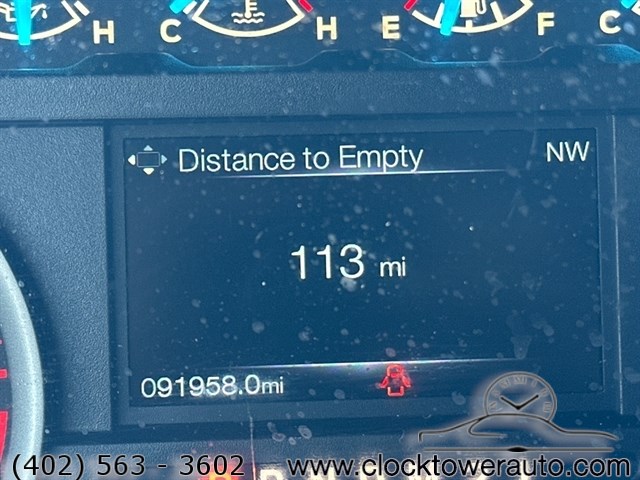 H C H E F C
Distance to Empty NW
113 mi
091958.0mi
(402) 563 - 3602 www.clocktowerauto.com